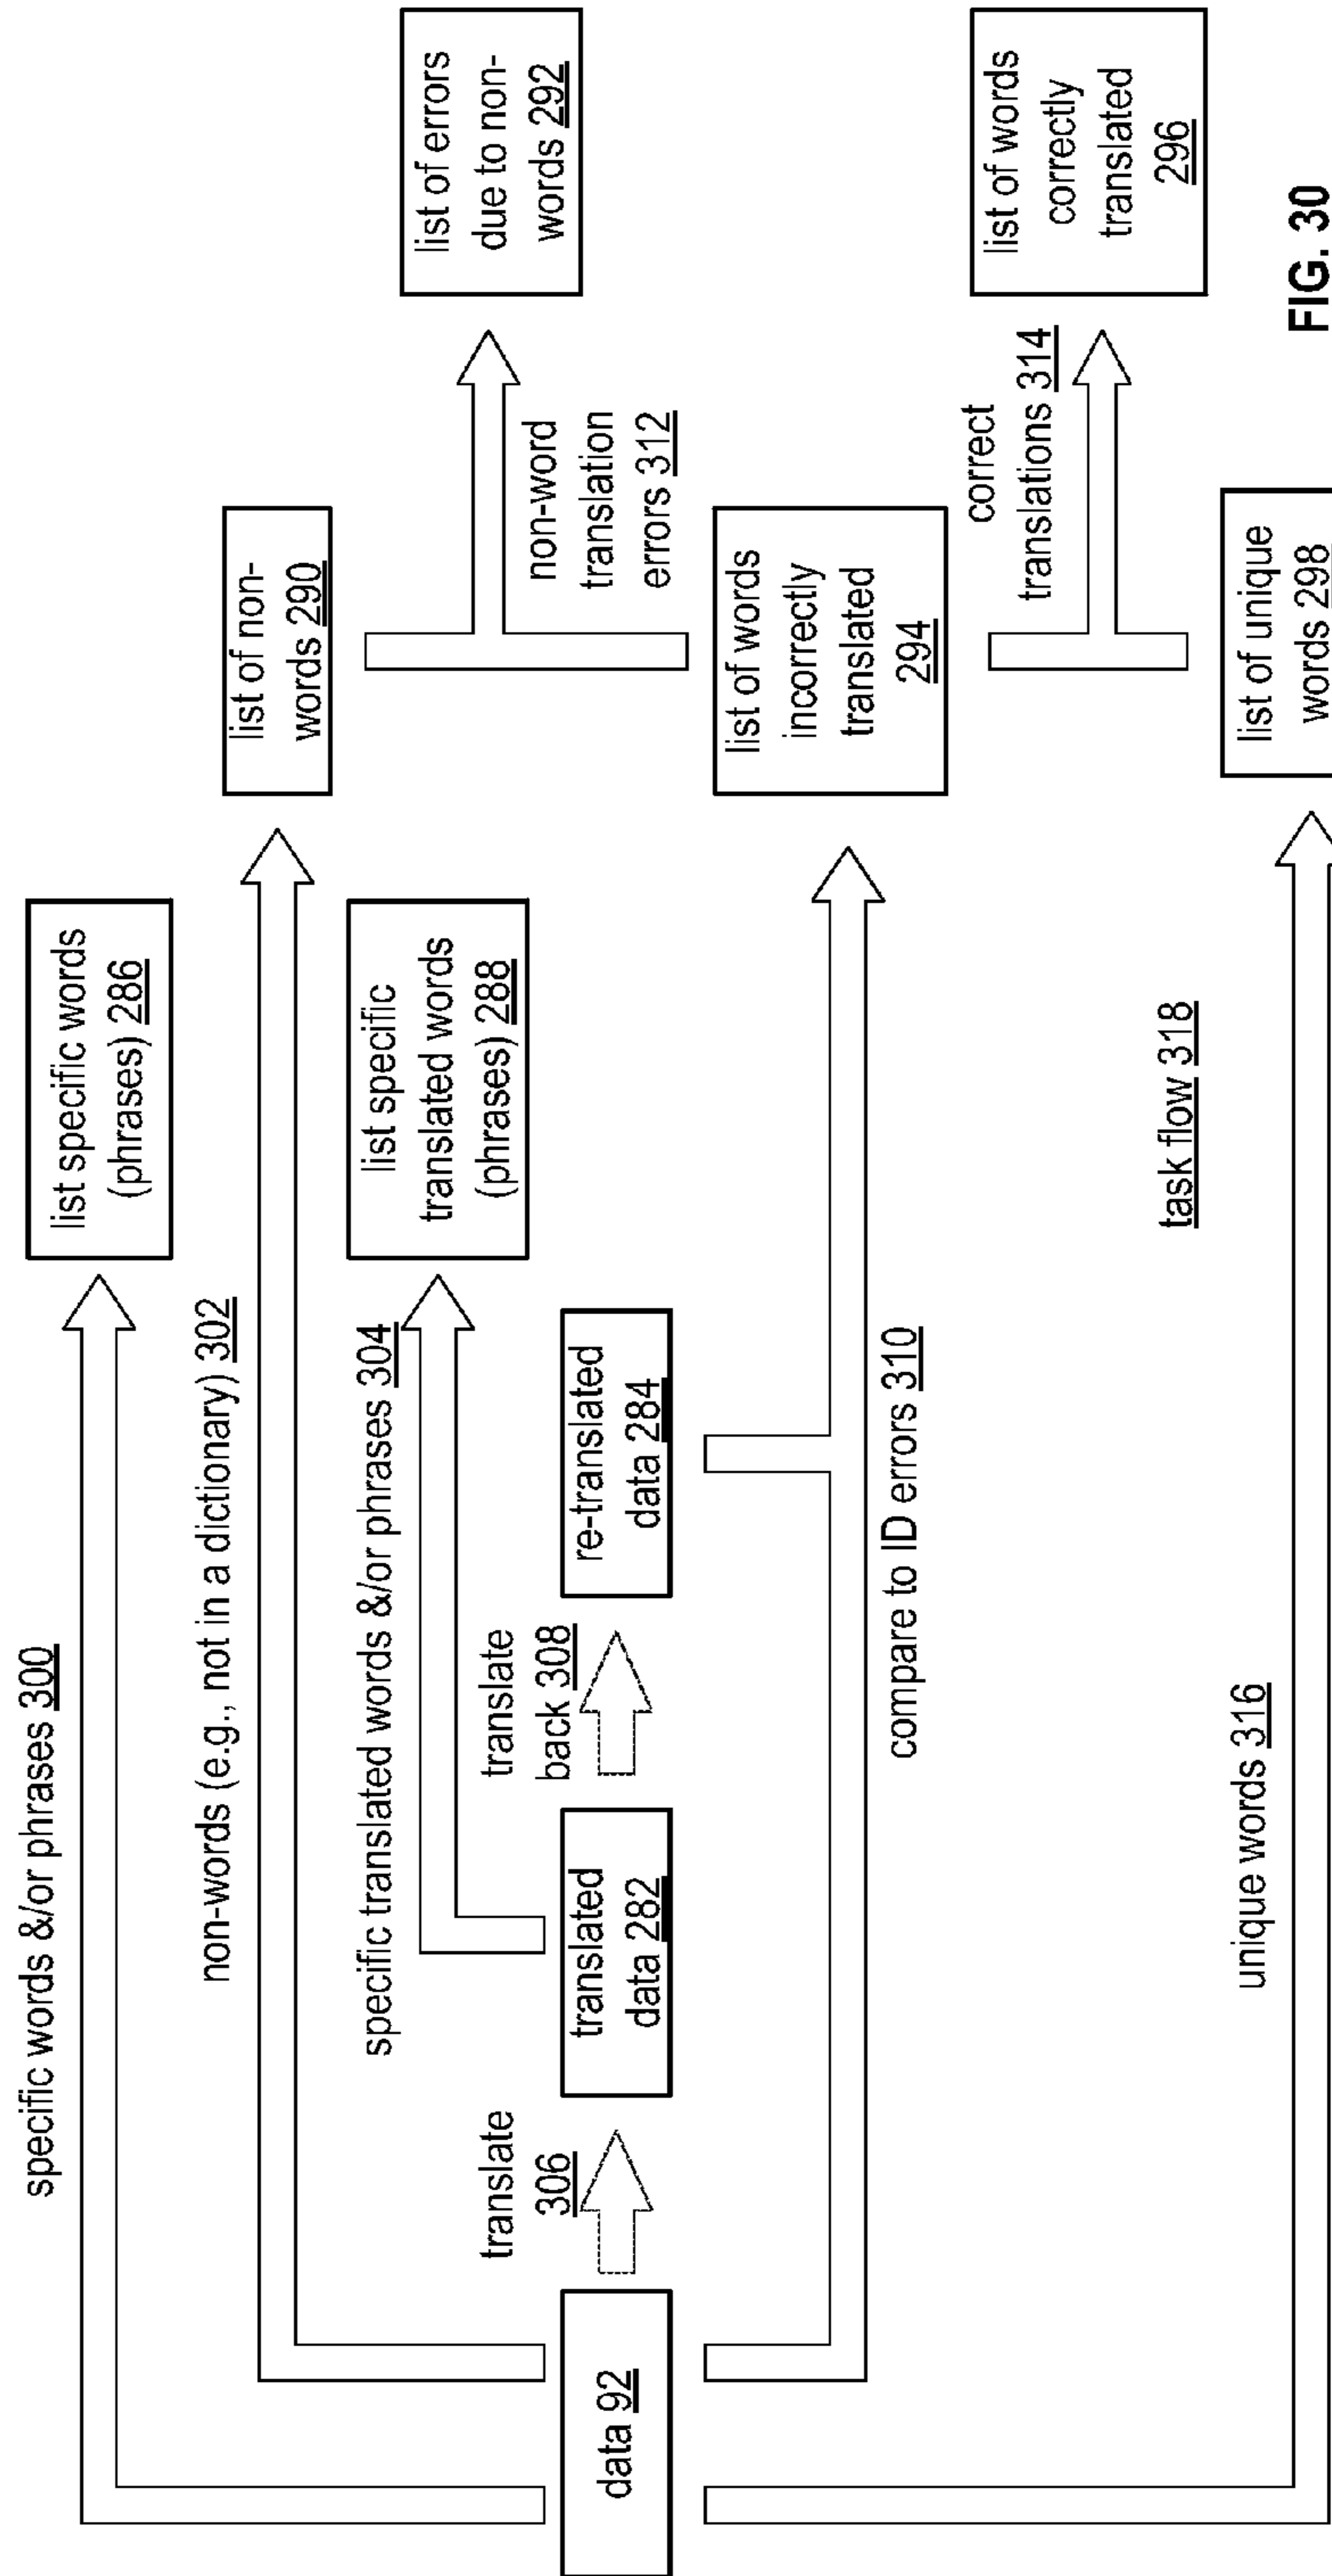 specific words &/or phrases 300
list specific words
(phrases) 286
non-words (e.g., not in a dictionary) 302
list of non-
words 290
specific translated words &/or phrases 304
list specific
translated words
(phrases) 288
list of errors
due to non-
words 292
data 92
translate
306
translated
data 282
translate
back 308
re-translated
data 284
non-word
translation
errors 312
compare to ID errors 310
list of words
incorrectly
translated
294
correct
translations 314
list of words
correctly
translated
296
task flow 318
unique words 316
list of unique
words 298
FIG. 30